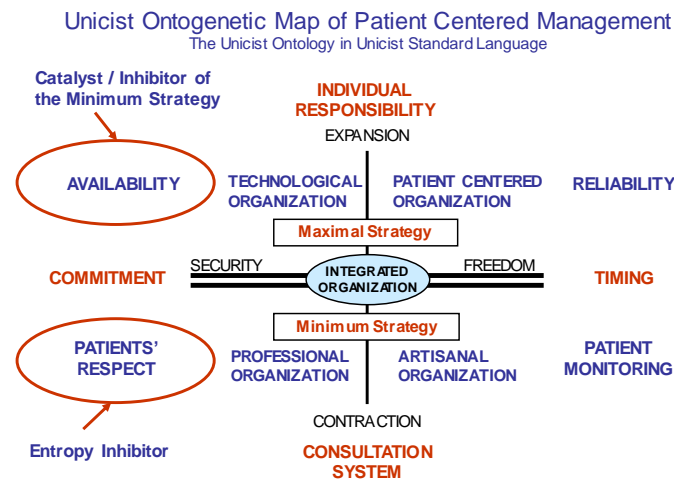 Unicist Ontogenetic Map of Patient Centered Management
The Unicist Ontology in Unicist Standard Language
Catalyst / Inhibitor of
the Minimum Strategy
INDIVIDUAL
RESPONSIBILITY
EXPANSION
AVAILABILITY
TECHNOLOGICAL
ORGANIZATION
PATIENT CENTERED
ORGANIZATION
RELIABILITY
Maximal Strategy
COMMITMENT
SECURITY
INTEGRATED
ORGANIZATION
FREEDOM
TIMING
Minimum Strategy
PATIENTS'
RESPECT
PROFESSIONAL
ORGANIZATION
ARTISANAL
ORGANIZATION
PATIENT
MONITORING
CONTRACTION
Entropy Inhibitor
CONSULTATION
SYSTEM